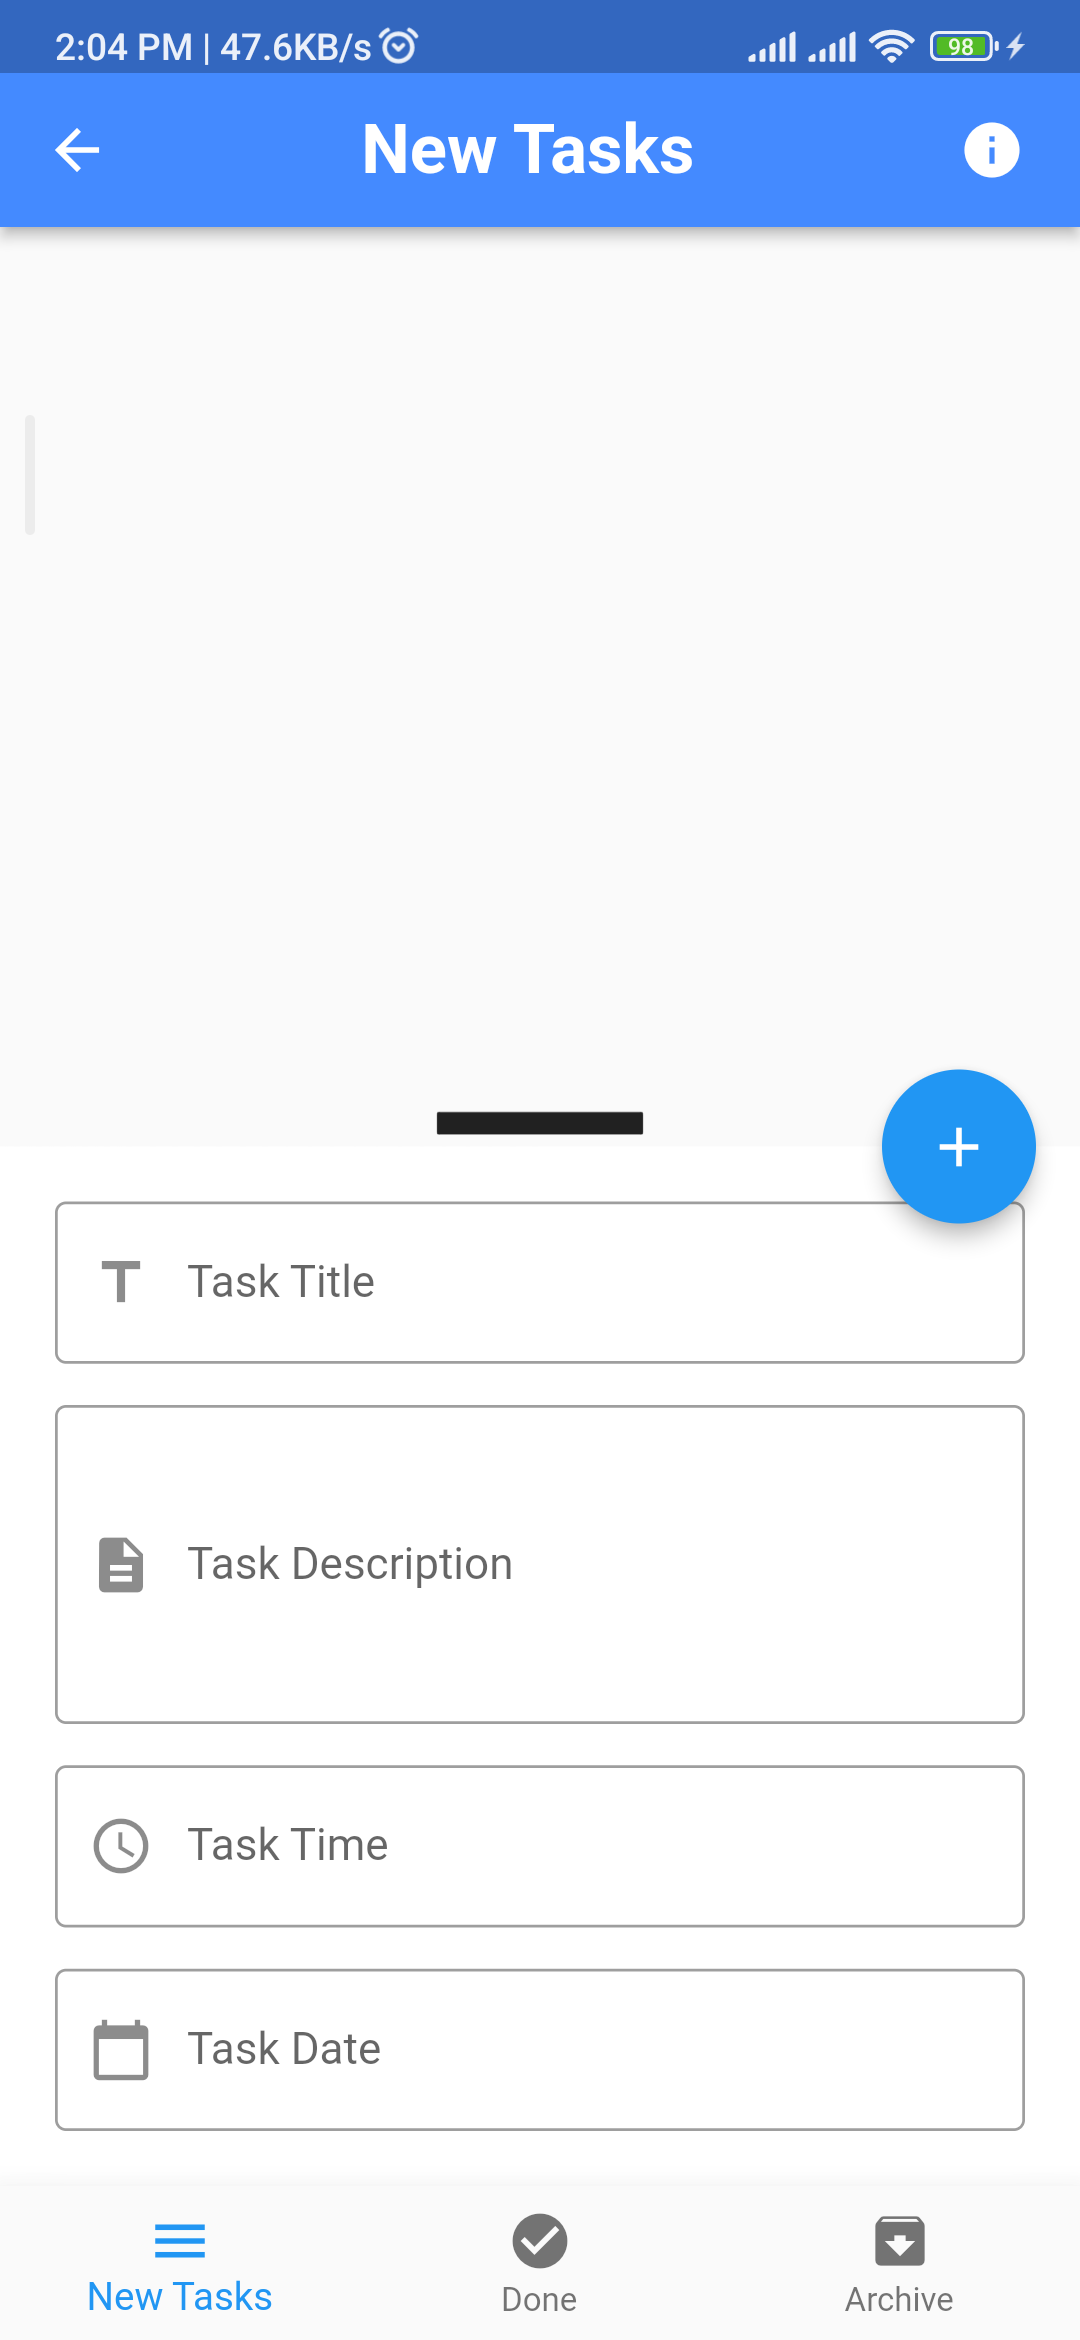 2:04 PM | 47.6KB/s 98
New Tasks
Task Title
Task Description
Task Time
Task Date
New Tasks Done Archive